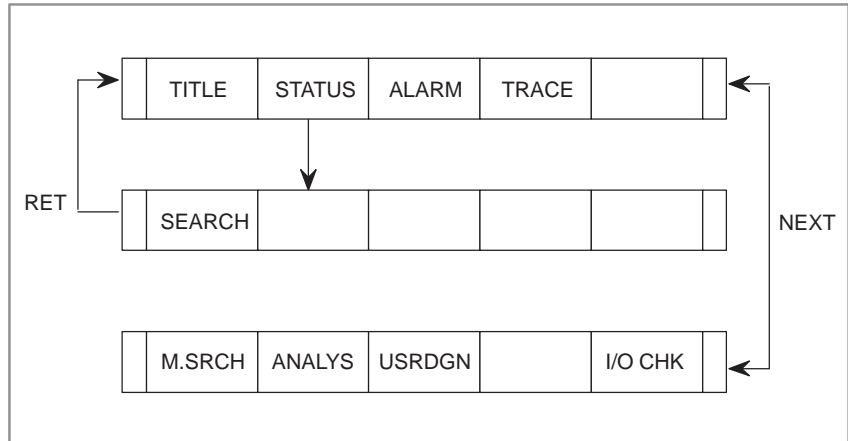 TITLE STATUS ALARM TRACE
RET
SEARCH
NEXT
M.SRCH ANALYS USRDGN I/O CHK